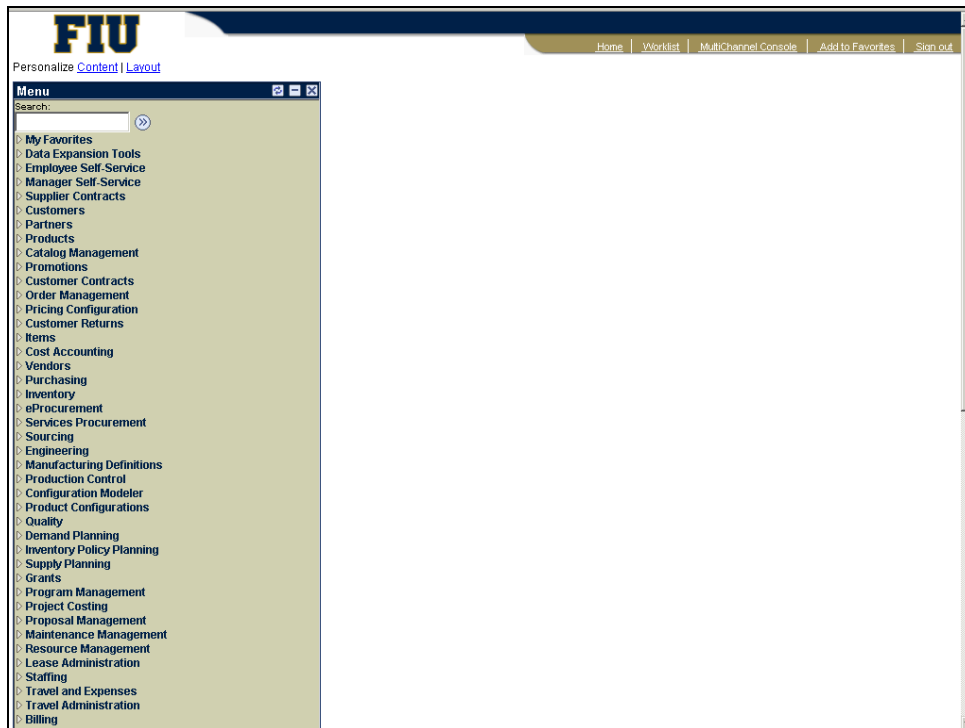 FIU
Home | Worklist | MultiChannel Console | Add to Favorites | Sign out
Personalize Content | Layout
Menu
Search:
My Favorites
Data Expansion Tools
Employee Self-Service
Manager Self-Service
Supplier Contracts
Customers
Partners
Products
Catalog Management
Promotions
Customer Contracts
Order Management
Pricing Configuration
Customer Returns
Items
Cost Accounting
Vendors
Purchasing
Inventory
eProcurement
Services Procurement
Sourcing
Engineering
Manufacturing Definitions
Production Control
Configuration Modeler
Product Configurations
Quality
Demand Planning
Inventory Policy Planning
Supply Planning
Grants
Program Management
Project Costing
Proposal Management
Maintenance Management
Resource Management
Lease Administration
Staffing
Travel and Expenses
Travel Administration
Billing